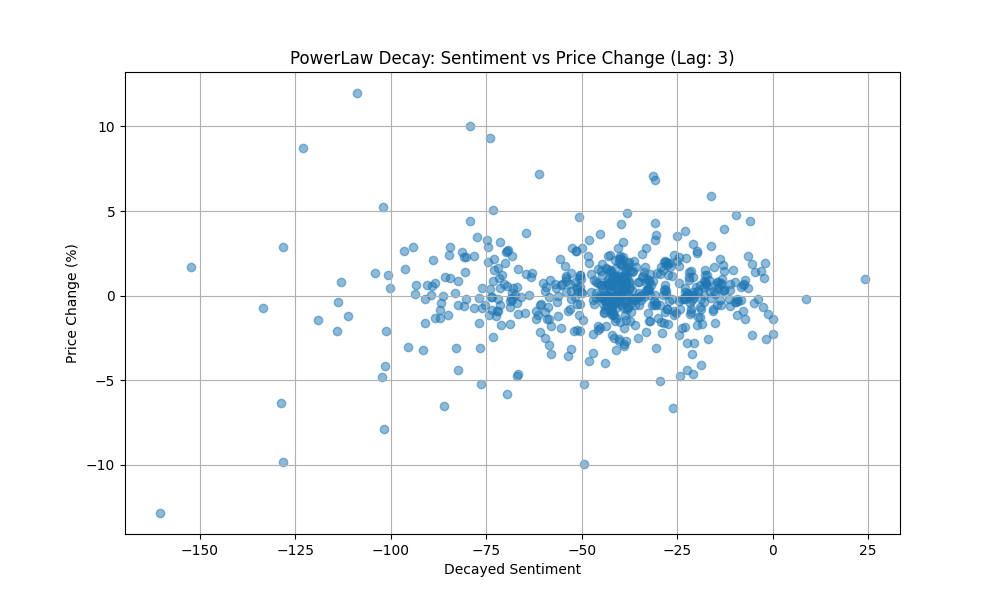 PowerLaw Decay: Sentiment vs Price Change (Lag: 3)
Price Change (%)
10
5
0
−5
−10
−150 −125 −100 −75 −50 −25 0 25
Decayed Sentiment